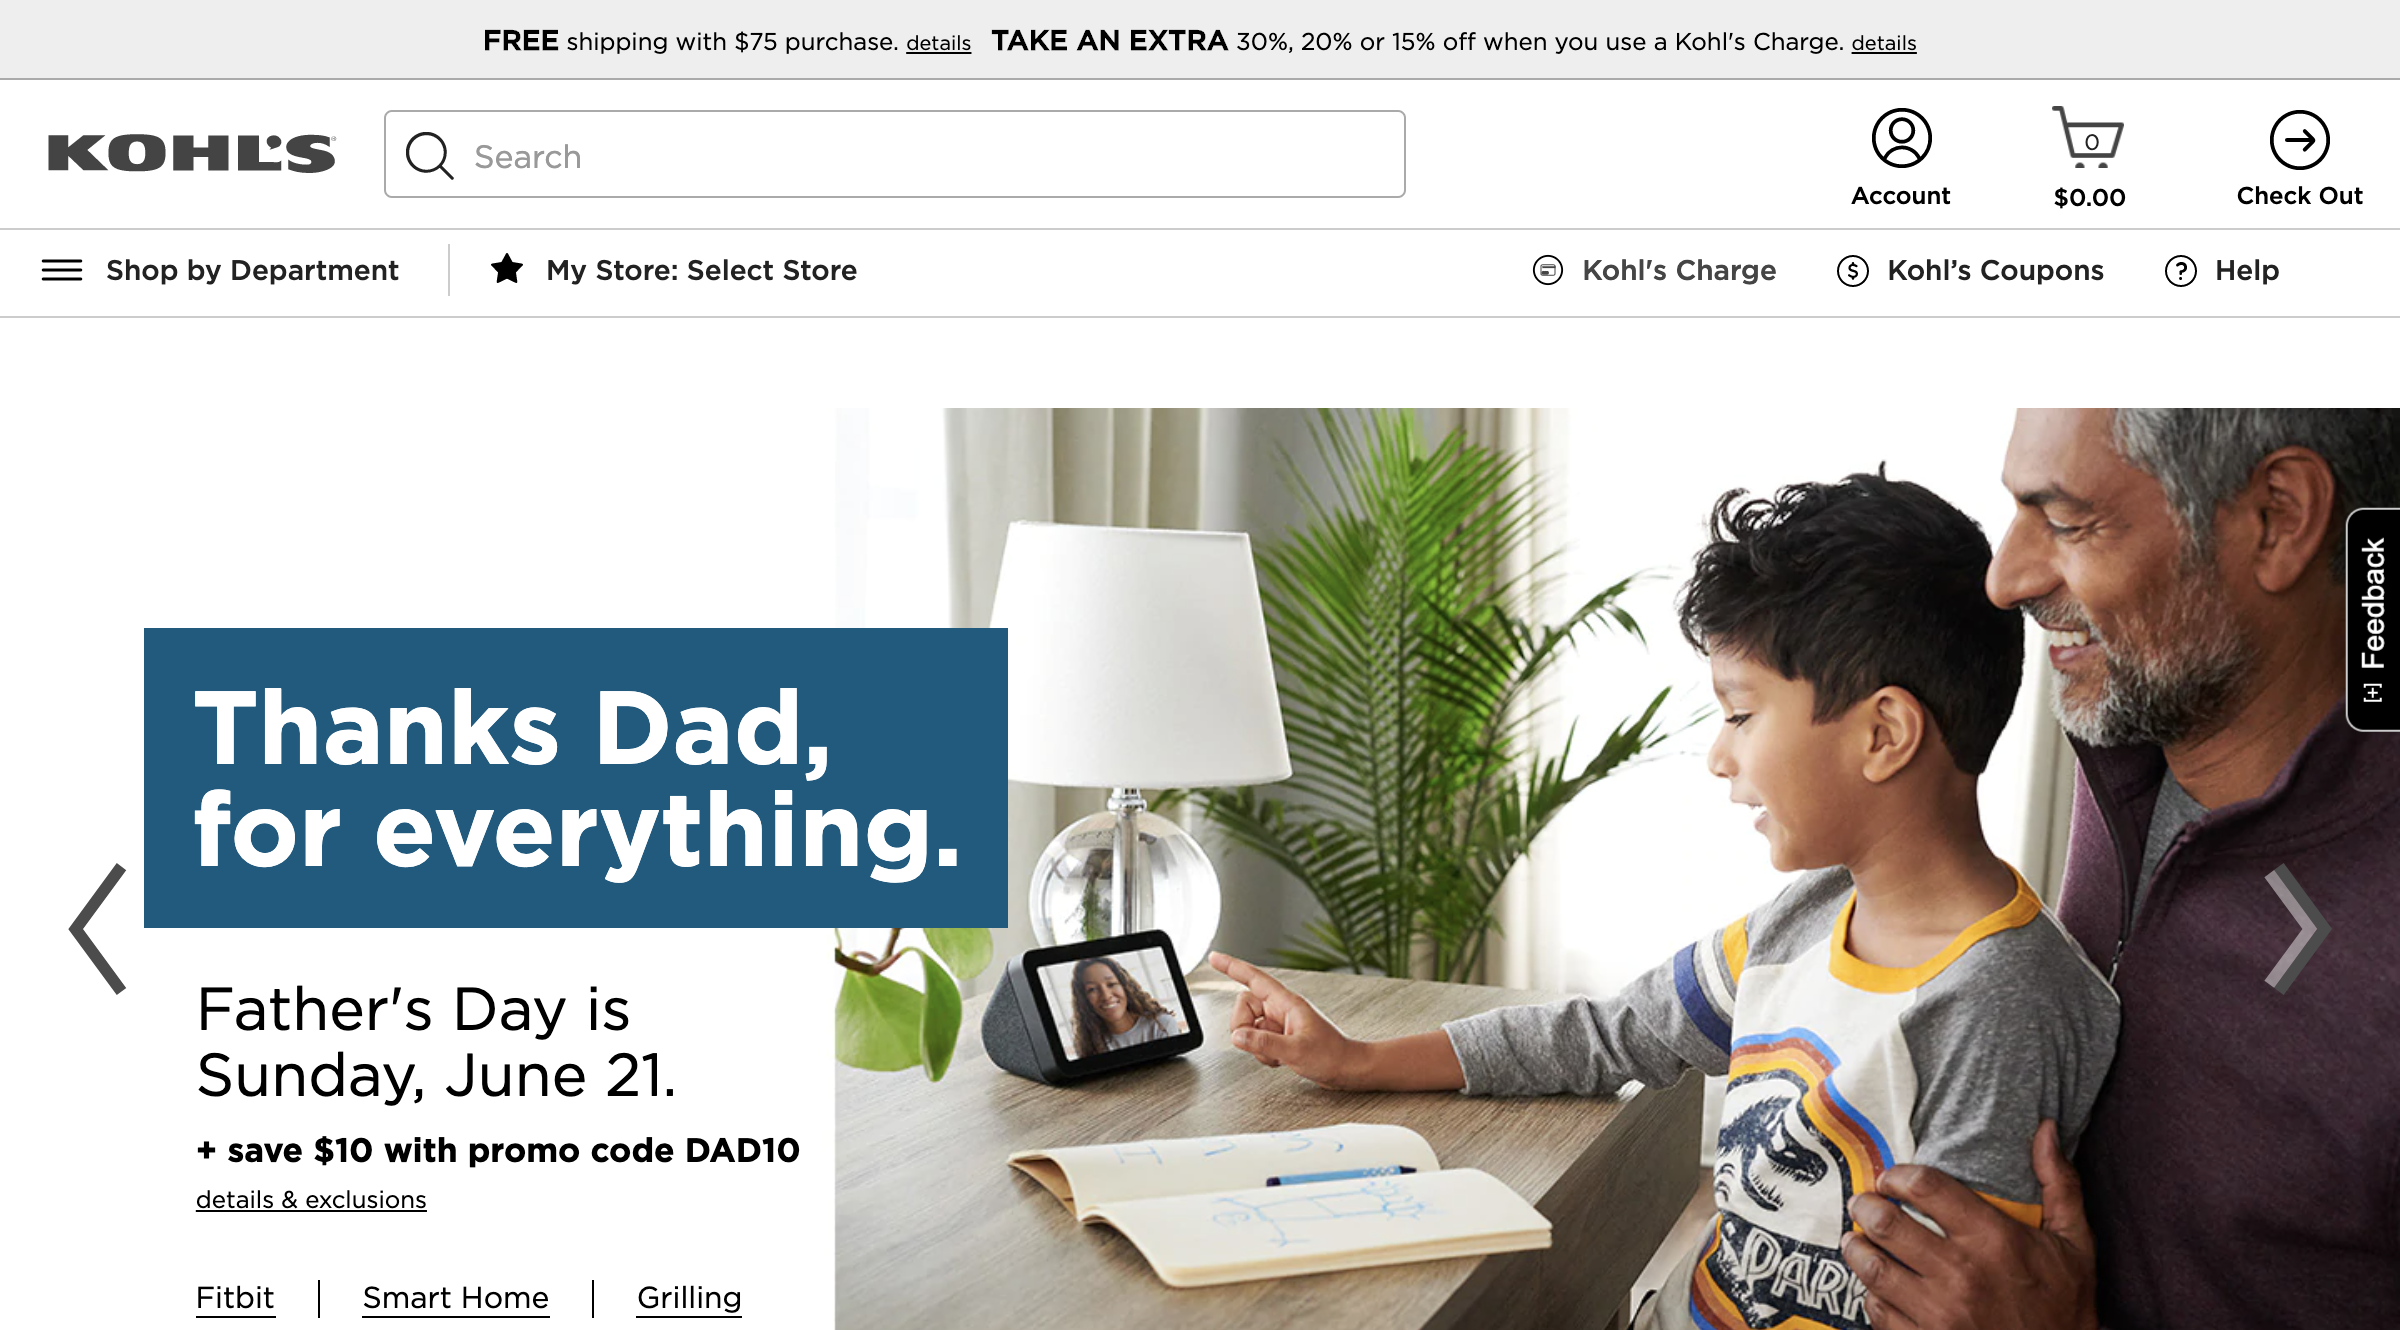 FREE shipping with $75 purchase. details TAKE AN EXTRA 30%, 20% or 15% off when you use a Kohl's Charge. details
KOHL'S
Search
Account
0
$0.00
Check Out
Shop by Department
My Store: Select Store
Kohl's Charge
$
Kohl’s Coupons
?
Help
[+] Feedback
Thanks Dad,
for everything.
Father's Day is
Sunday, June 21.
+ save $10 with promo code DAD10
details & exclusions
Fitbit
Smart Home
Grilling
PARK